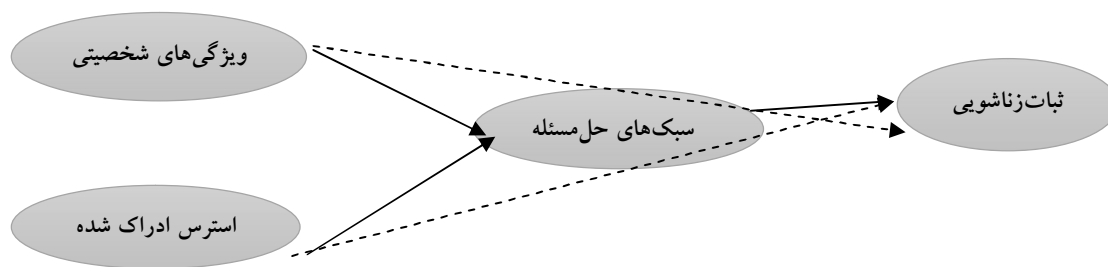 ویژگی‌های شخصیتی
ثبات‌زناشویی
سبک‌های حل‌مسئله
استرس ادراک شده